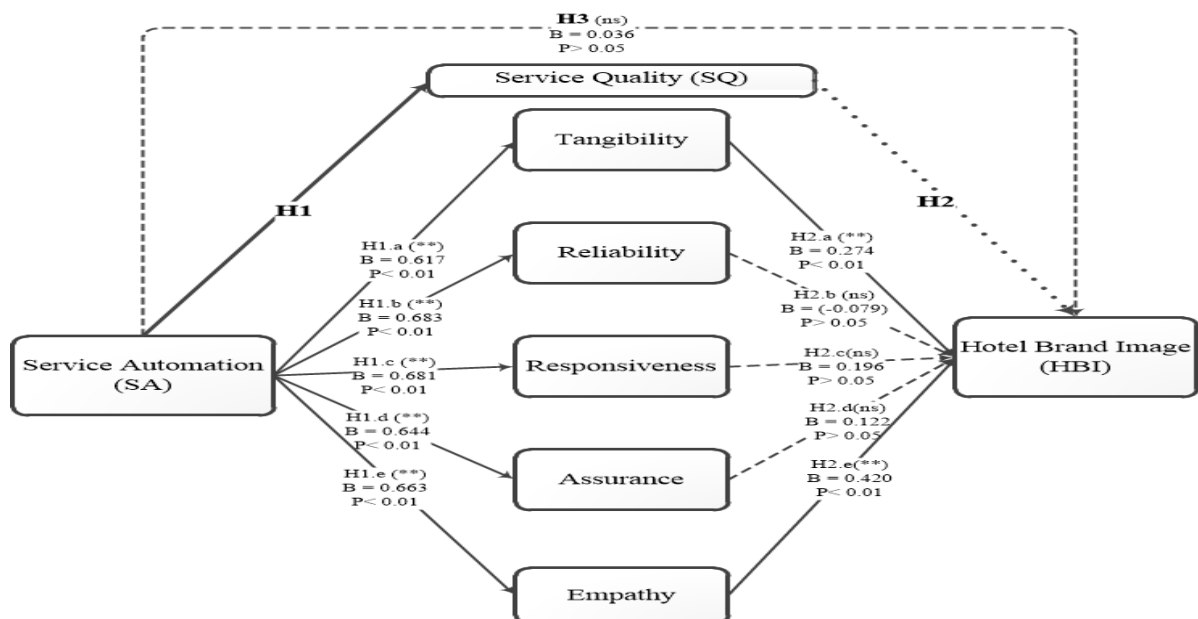 H3 (ns)
B = 0.036
P> 0.05
Service Quality (SQ)
Tangibility
H1
H2
H1.a (**)
B = 0.617
P< 0.01
Reliability
H2.a (**)
B = 0.274
P< 0.01
H1.b (**)
B = 0.683
P< 0.01
H2.b (ns)
B = (-0.079)
P> 0.05
Service Automation
(SA)
H1.c (**)
B = 0.681
P< 0.01
Responsiveness
H2.c(ns)
B = 0.196
P> 0.05
Hotel Brand Image
(HBI)
H1.d (**)
B = 0.644
P< 0.01
H2.d(ns)
B = 0.122
P> 0.05
H1.e (**)
B = 0.663
P< 0.01
Assurance
H2.e(**)
B = 0.420
P< 0.01
Empathy